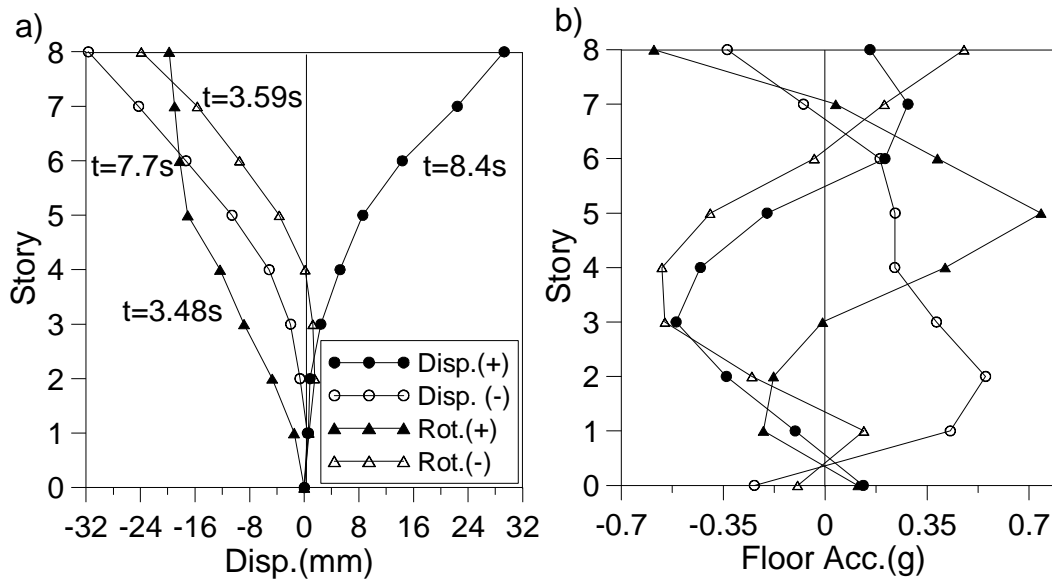 a)
8
7
6
5
4
3
2
1
0
Story
t=3.59s
t=7.7s
t=8.4s
t=3.48s
Disp.(+)
Disp. (-)
Rot.(+)
Rot.(-)
-32 -24 -16 -8 0 8 16 24 32
Disp.(mm)
b)
8
7
6
5
4
3
2
1
0
Story
-0.7 -0.35 0 0.35 0.7
Floor Acc.(g)